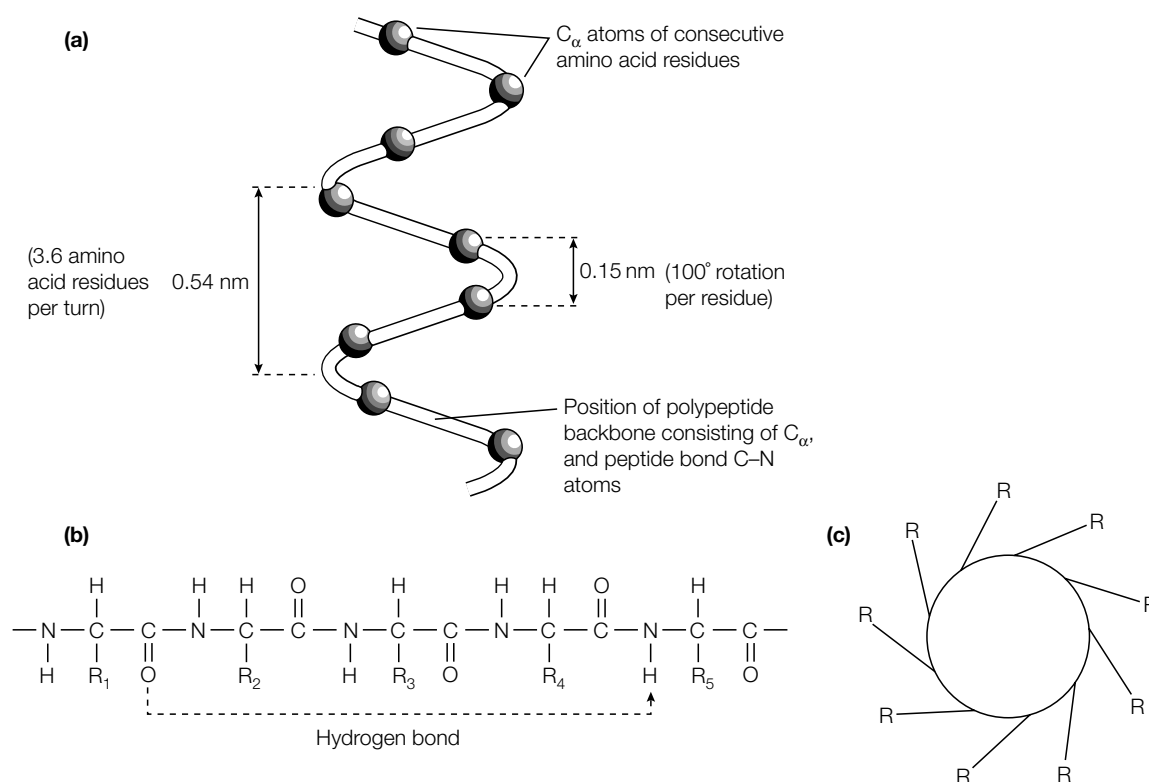 (a)
C_α atoms of consecutive
amino acid residues
(3.6 amino
acid residues
per turn)
0.54 nm
0.15 nm
(100° rotation
per residue)
Position of polypeptide
backbone consisting of C_α,
and peptide bond C–N
atoms
(b)
H H H O H H H O H
N C C N C C N C C N C C N C C
H R₁ O R₂ H R₃ O R₄ H R₅ O
Hydrogen bond
(c)
R
R
R
R
R
R
R
R
R
R